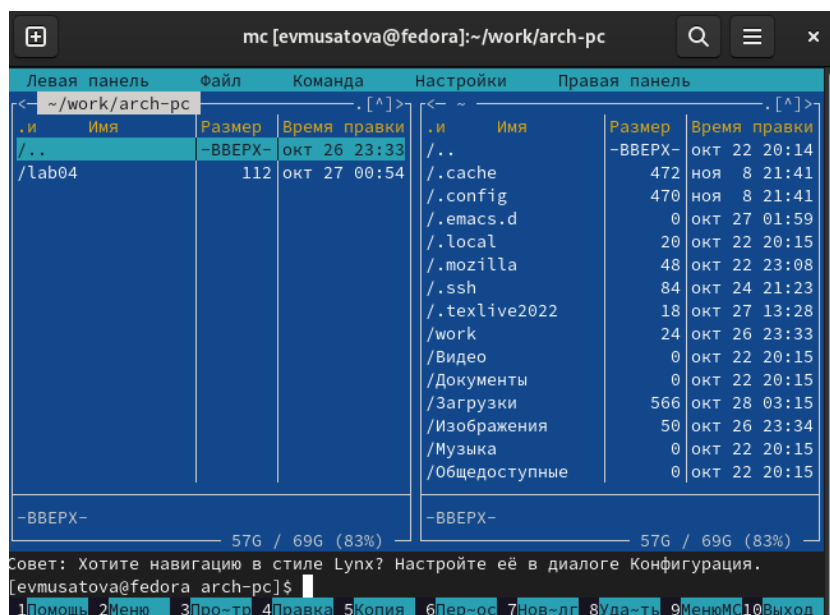 mc [evmusatova@fedora]:~/work/arch-pc
Левая панель Файл Команда Настройки Правая панель
<— ~/work/arch-pc .[^]>
.и Имя Размер Время правки
/.. -ВВЕРХ- окт 26 23:33
/lab04 112 окт 27 00:54
-ВВЕРХ-
57G / 69G (83%)
<— ~ .[^]>
.и Имя Размер Время правки
/.. -ВВЕРХ- окт 22 20:14
/.cache 472 ноя 8 21:41
/.config 470 ноя 8 21:41
/.emacs.d 0 окт 27 01:59
/.local 20 окт 22 20:15
/.mozilla 48 окт 22 23:08
/.ssh 84 окт 24 21:23
/.texlive2022 18 окт 27 13:28
/work 24 окт 26 23:33
/Видео 0 окт 22 20:15
/Документы 0 окт 22 20:15
/Загрузки 566 окт 28 03:15
/Изображения 50 окт 26 23:34
/Музыка 0 окт 22 20:15
/Общедоступные 0 окт 22 20:15
-ВВЕРХ-
57G / 69G (83%)
Совет: Хотите навигацию в стиле Lynx? Настройте её в диалоге Конфигурация.
[evmusatova@fedora arch-pc]$
1Помощь 2Меню 3Про~тр 4Правка 5Копия 6Пер~ос 7Нов~лг 8Уда~ть 9МенюMC 10Выход